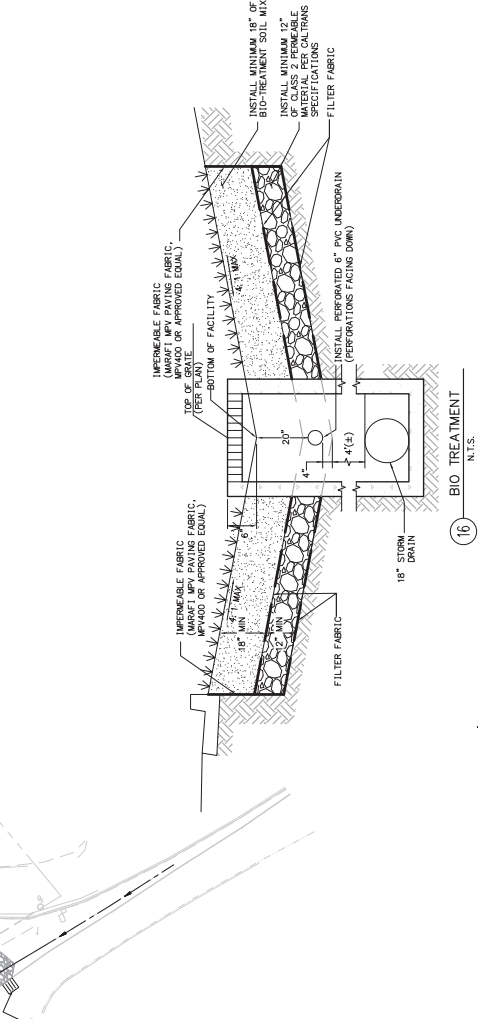 IMPERMEABLE FABRIC
(MARAFI MPV PAVING FABRIC,
MPV400 OR APPROVED EQUAL)
6"
4:1 MAX
18" MIN
12" MIN
FILTER FABRIC
IMPERMEABLE FABRIC
(MARAFI MPV PAVING FABRIC,
MPV400 OR APPROVED EQUAL)
TOP OF GRATE
(PER PLAN)
BOTTOM OF FACILITY
4:1 MAX
20"
4"
4'(±)
INSTALL PERFORATED 6" PVC UNDERDRAIN
(PERFORATIONS FACING DOWN)
18" STORM
DRAIN
INSTALL MINIMUM 18" OF
BIO-TREATMENT SOIL MIX
INSTALL MINIMUM 12"
OF CLASS 2 PERMEABLE
MATERIAL PER CALTRANS
SPECIFICATIONS
FILTER FABRIC
16
BIO TREATMENT
N.T.S.